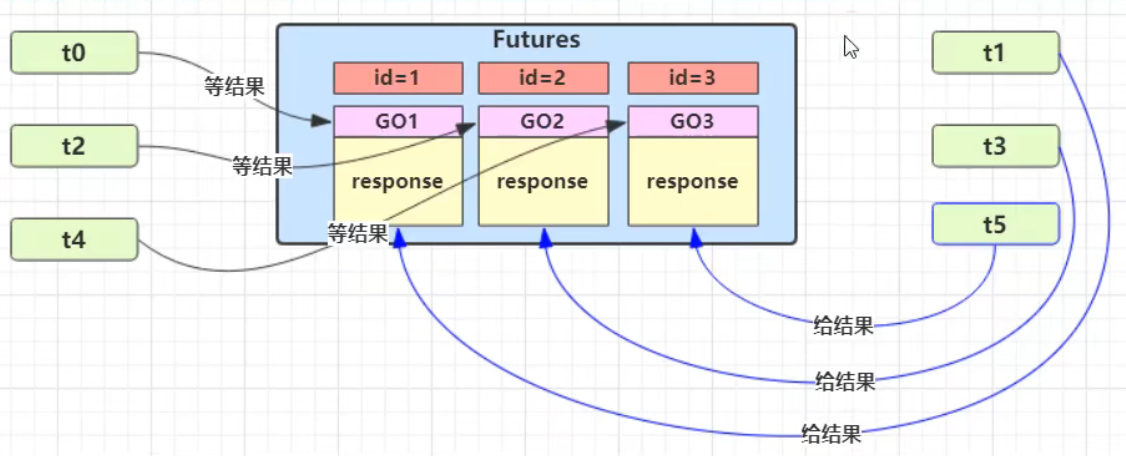 Futures
t0
t1
等结果
id=1
id=2
id=3
GO1
GO2
GO3
t2
t3
等结果
response
response
response
t4
t5
等结果
给结果
给结果
给结果